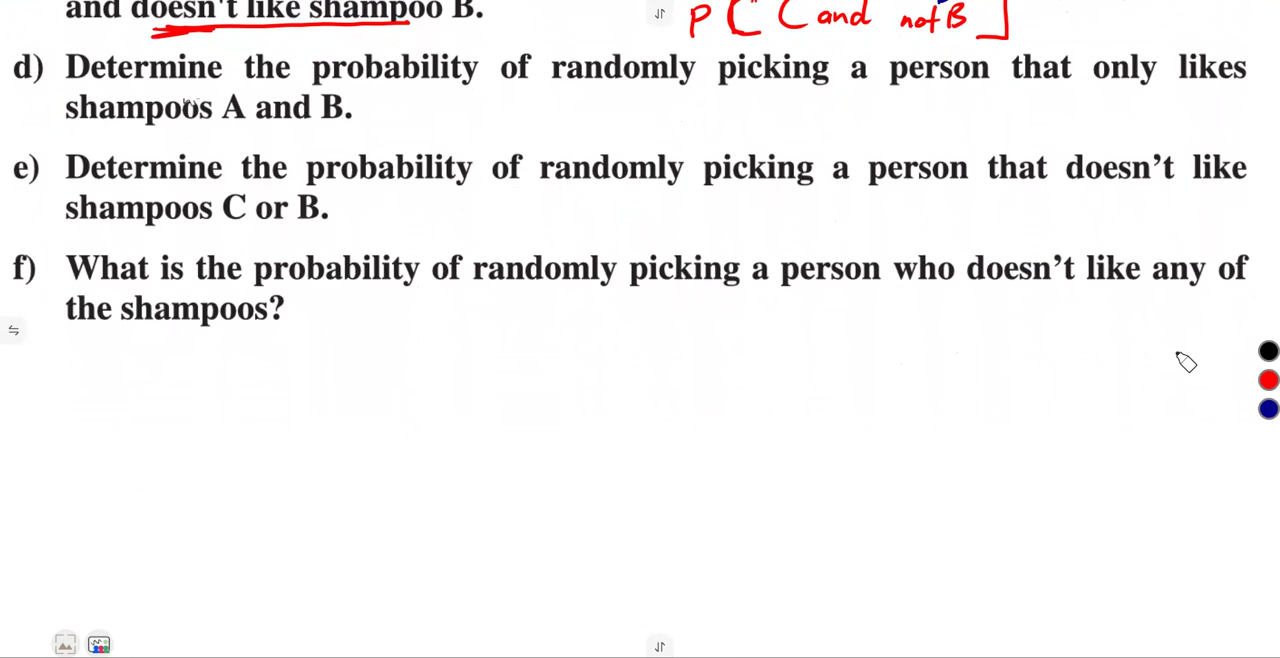 and doesn't like shampoo B.
P[ C and not B ]
d) Determine the probability of randomly picking a person that only likes
shampoos A and B.
e) Determine the probability of randomly picking a person that doesn’t like
shampoos C or B.
f) What is the probability of randomly picking a person who doesn’t like any of
the shampoos?